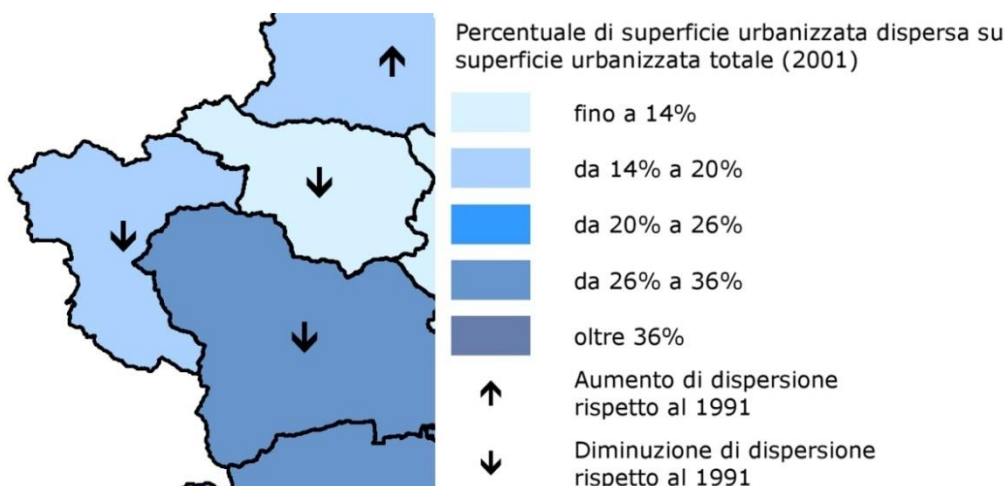 Percentuale di superficie urbanizzata dispersa su
superficie urbanizzata totale (2001)
fino a 14%
da 14% a 20%
da 20% a 26%
da 26% a 36%
oltre 36%
Aumento di dispersione
rispetto al 1991
Diminuzione di dispersione
rispetto al 1991